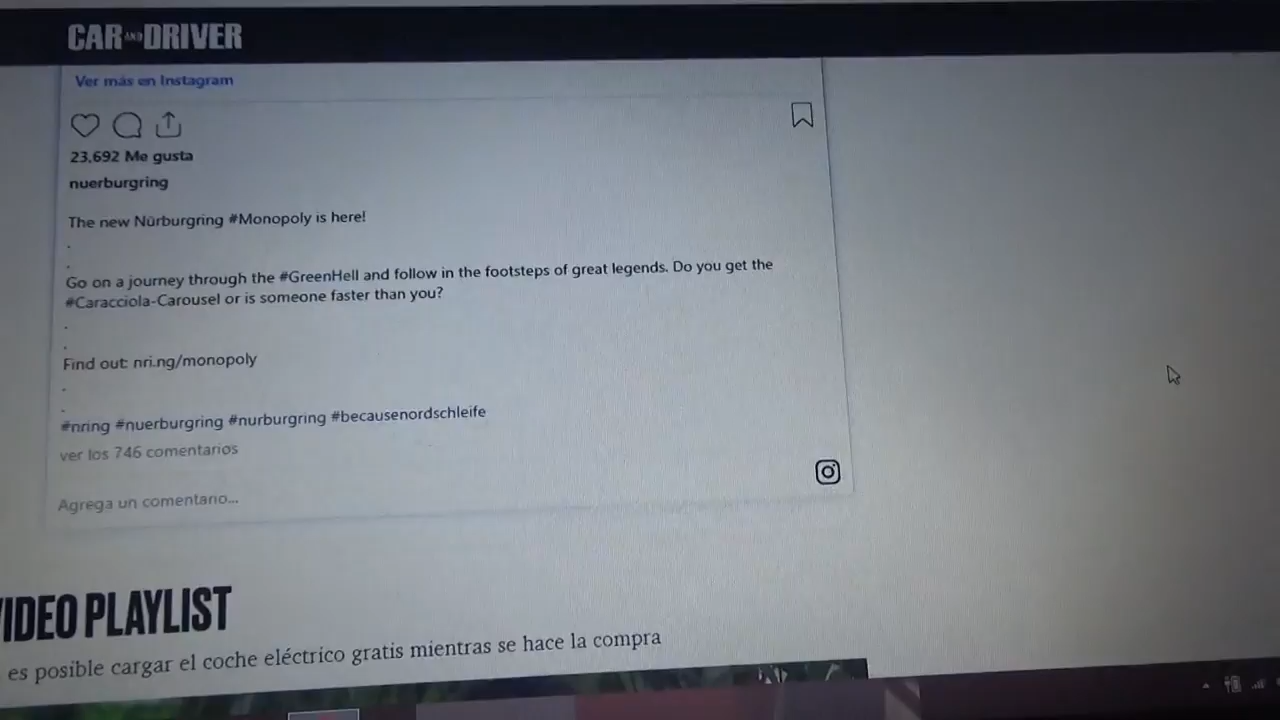 CAR AND DRIVER
Ver más en Instagram
23,692 Me gusta
nuerburgring
The new Nürburgring #Monopoly is here!
.
.
Go on a journey through the #GreenHell and follow in the footsteps of great legends. Do you get the
#Caracciola-Carousel or is someone faster than you?
.
.
Find out: nri.ng/monopoly
.
.
#nring #nuerburgring #nurburgring #becausenordschleife
ver los 746 comentarios
Agrega un comentario...
VIDEO PLAYLIST
es posible cargar el coche eléctrico gratis mientras se hace la compra